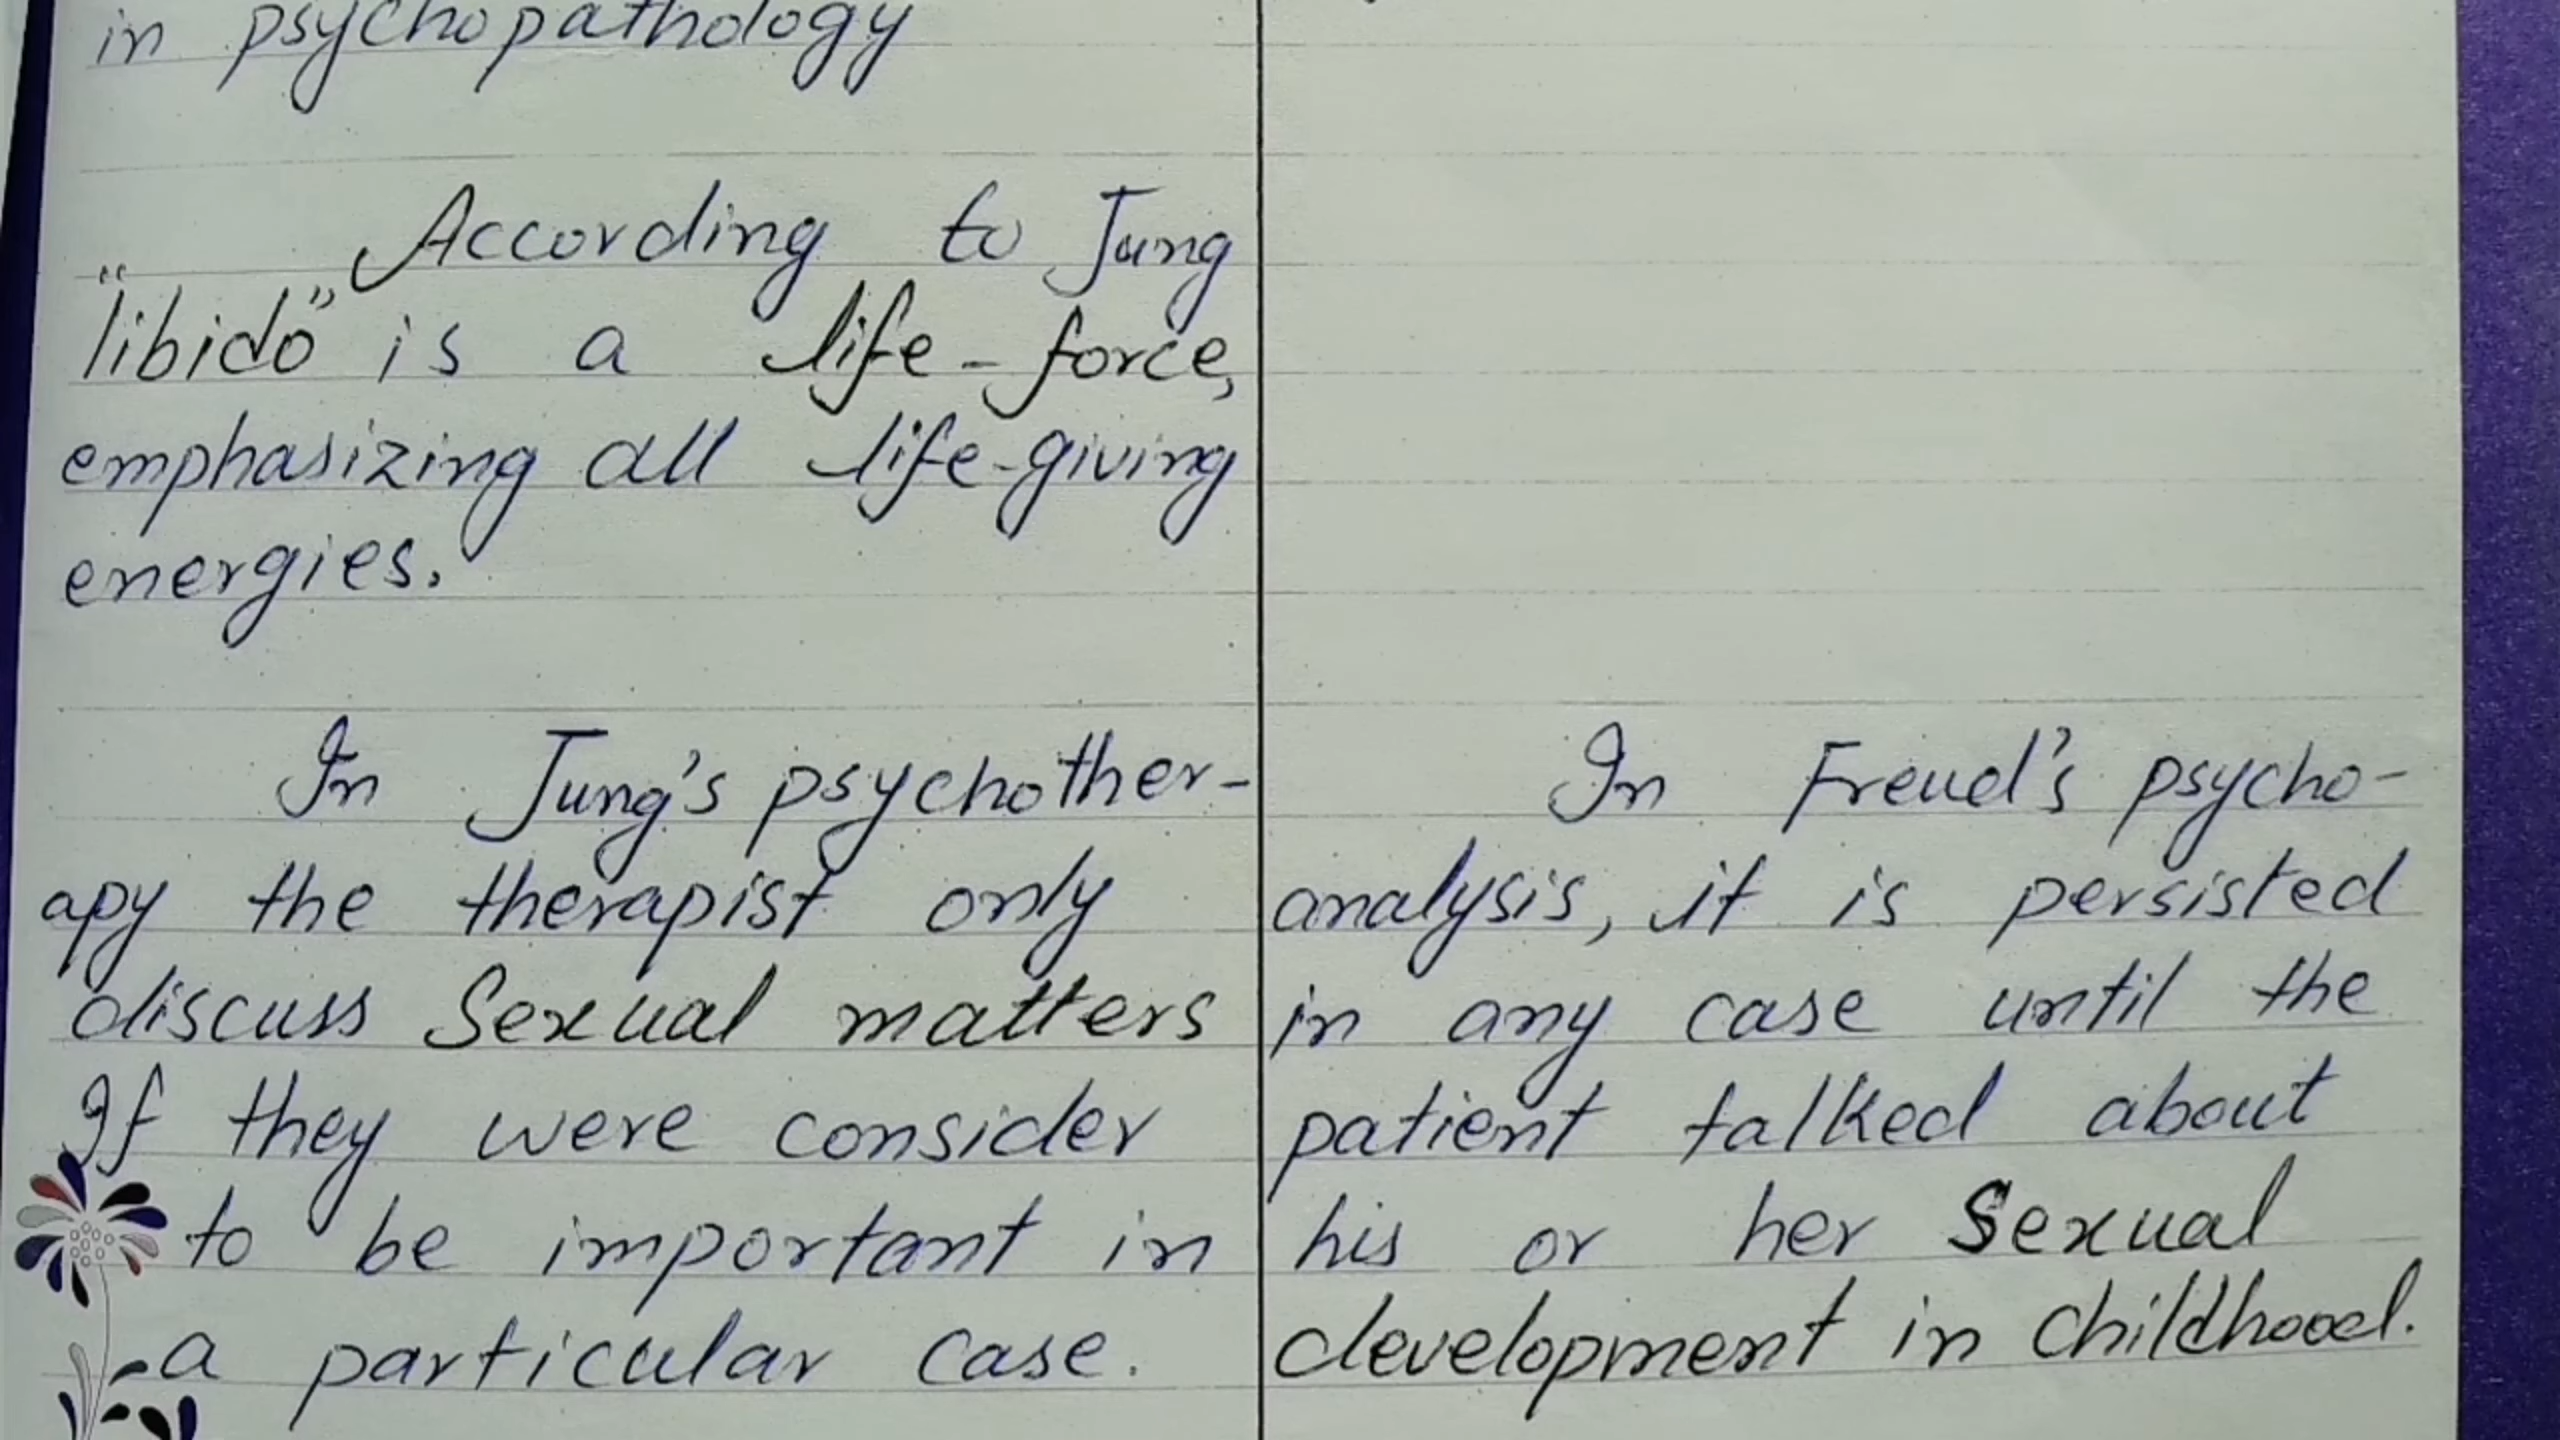 in psychopathology
According to Jung
"libido" is a life-force,
emphasizing all life-giving
energies.
In Jung's psychother-
apy the therapist only
discuss Sexual matters
If they were consider
to be important in
a particular case.
In Freud's psycho-
analysis, it is persisted
in any case until the
patient talked about
his or her Sexual
development in Childhood.